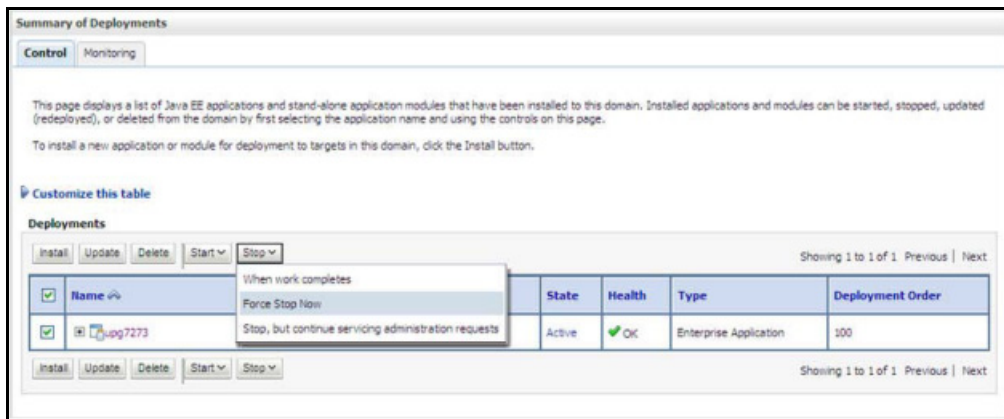 Summary of Deployments
Control Monitoring
This page displays a list of Java EE applications and stand-alone application modules that have been installed to this domain. Installed applications and modules can be started, stopped, updated
(redeployed), or deleted from the domain by first selecting the application name and using the controls on this page.
To install a new application or module for deployment to targets in this domain, click the Install button.
Customize this table
Deployments
Install Update Delete Start Stop Showing 1 to 1 of 1 Previous | Next
When work completes
Name State Health Type Deployment Order
Force Stop Now
Stop, but continue servicing administration requests
upg7273 Active OK Enterprise Application 100
Install Update Delete Start Stop Showing 1 to 1 of 1 Previous | Next